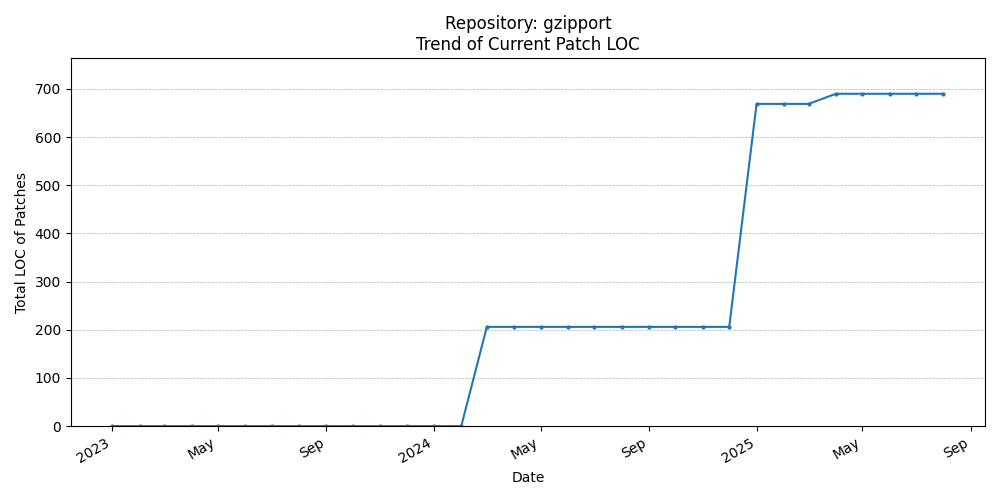 Repository: gzipport
Trend of Current Patch LOC
700
600
500
400
300
200
100
0
Total LOC of Patches
2023
May
Sep
2024
May
Sep
2025
May
Sep
Date